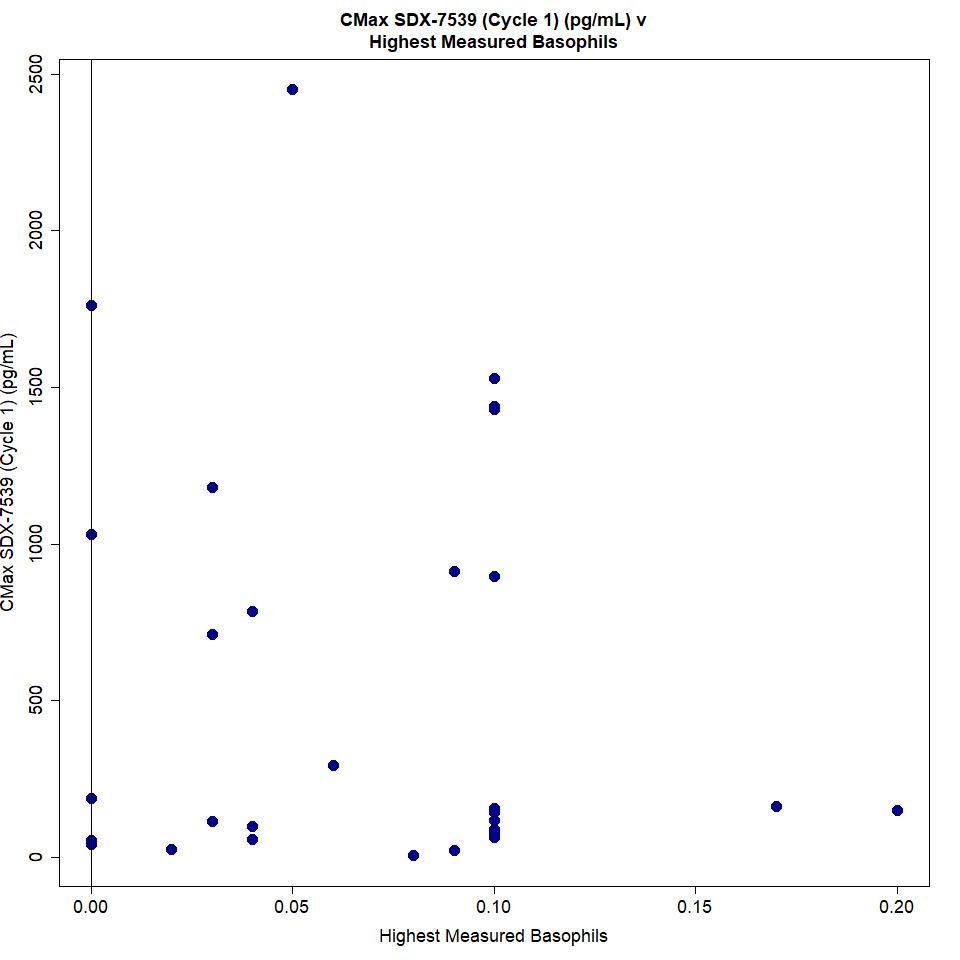 CMax SDX-7539 (Cycle 1) (pg/mL) v
Highest Measured Basophils
CMax SDX-7539 (Cycle 1) (pg/mL)
2500
2000
1500
1000
500
0
0.00 0.05 0.10 0.15 0.20
Highest Measured Basophils